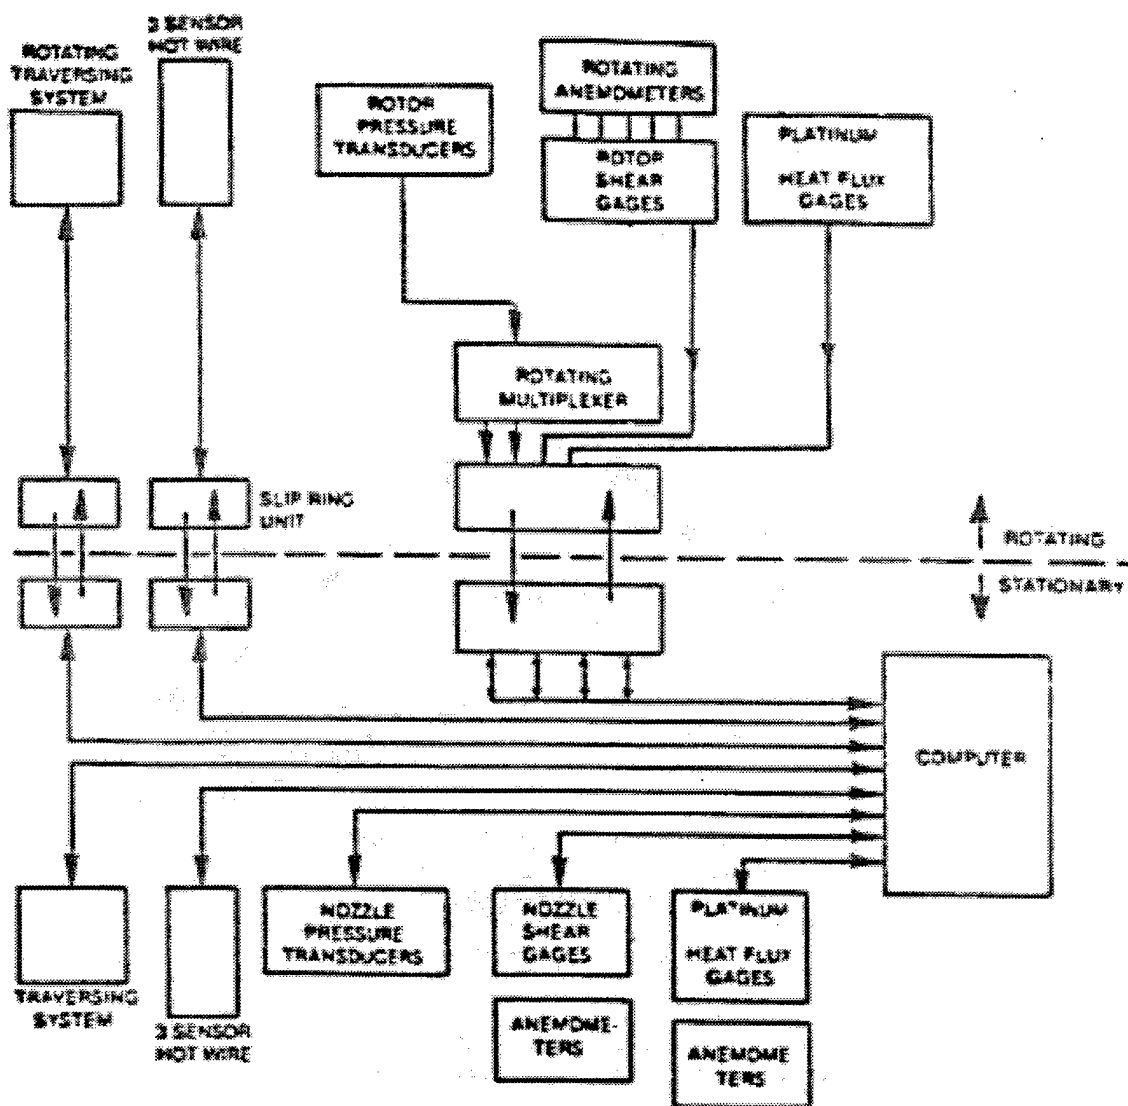 ROTATING
TRAVERSING
SYSTEM
3 SENSOR
HOT WIRE
ROTOR
PRESSURE
TRANSDUCERS
ROTATING
ANEMOMETERS
ROTOR
SHEAR
GAGES
PLATINUM
HEAT FLUX
GAGES
ROTATING
MULTIPLEXER
SLIP RING
UNIT
ROTATING
STATIONARY
COMPUTER
TRAVERSING
SYSTEM
3 SENSOR
HOT WIRE
NOZZLE
PRESSURE
TRANSDUCERS
NOZZLE
SHEAR
GAGES
ANEMOME-
TERS
PLATINUM
HEAT FLUX
GAGES
ANEMOME
TERS